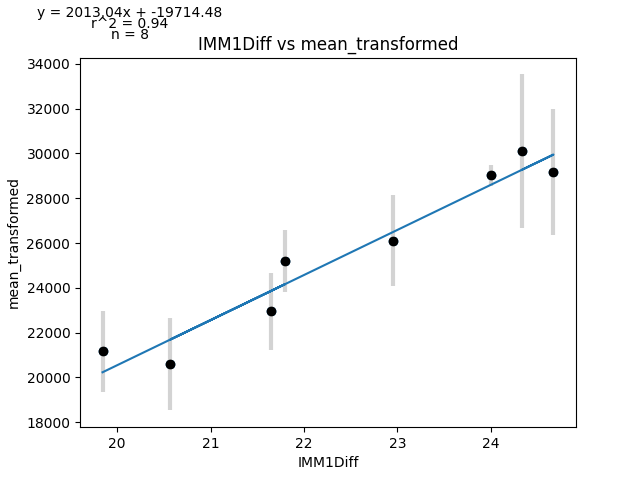 y = 2013.04x + -19714.48
r^2 = 0.94
n = 8
IMM1Diff vs mean_transformed
34000
32000
30000
28000
26000
24000
22000
20000
18000
mean_transformed
20 21 22 23 24
IMM1Diff